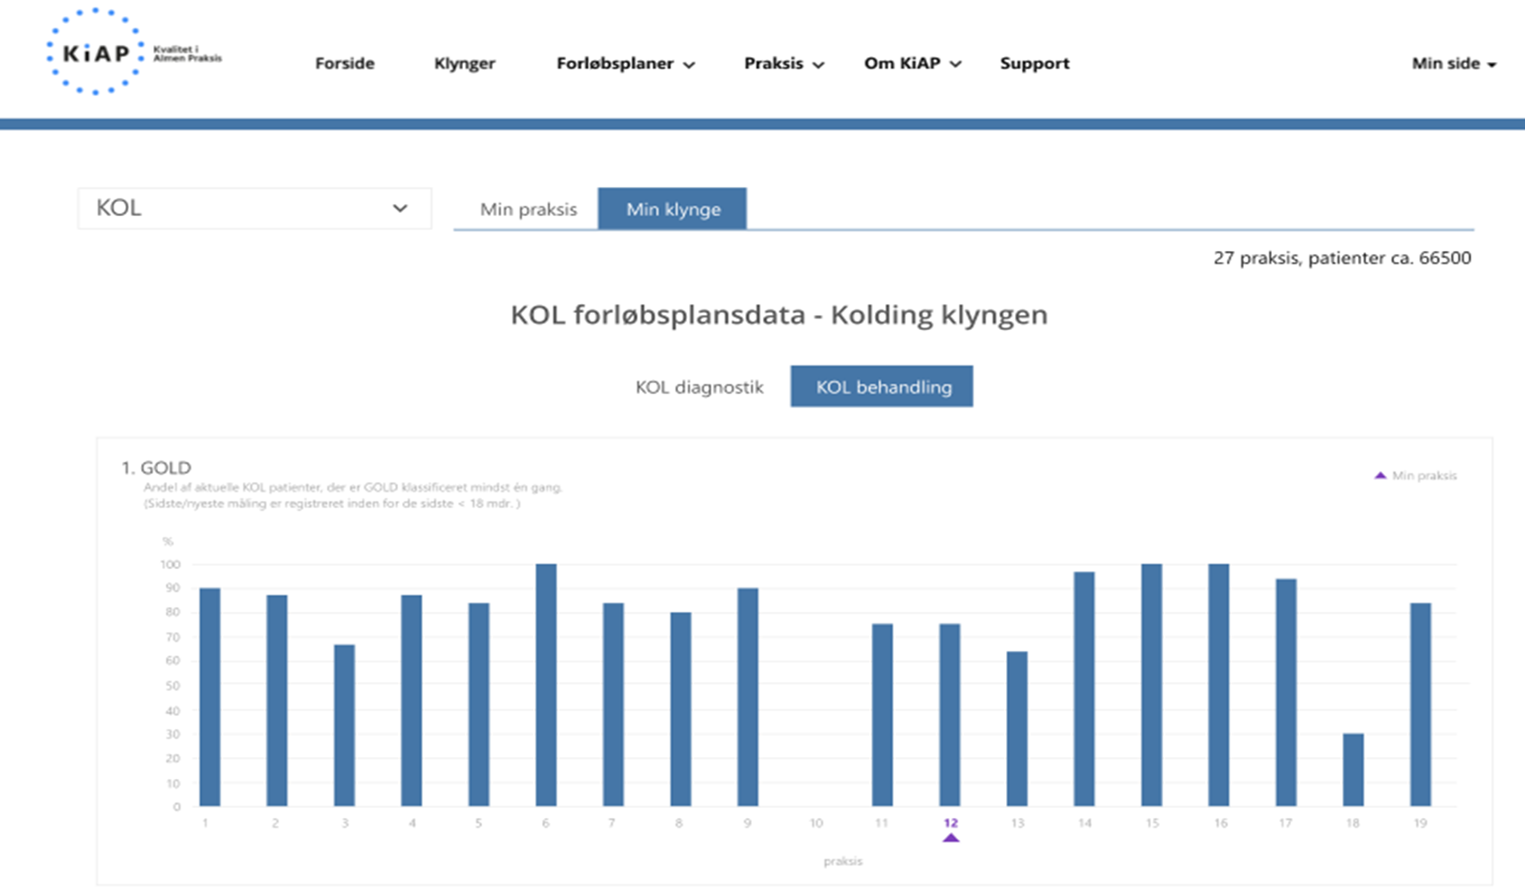 KiAP
Kvalitet i
Almen Praksis
Forside Klynger Forløbsplaner Praksis Om KiAP Support Min side
KOL
Min praksis Min klynge
27 praksis, patienter ca. 66500
KOL forløbsplansdata - Kolding klyngen
KOL diagnostik KOL behandling
1. GOLD
Andel af aktuelle KOL patienter, der er GOLD klassificeret mindst én gang.
(Sidste/nyeste måling er registreret inden for de sidste < 18 mdr. )
Min praksis
%
100
90
80
70
60
50
40
30
20
10
0
1 2 3 4 5 6 7 8 9 10 11 12 13 14 15 16 17 18 19
praksis